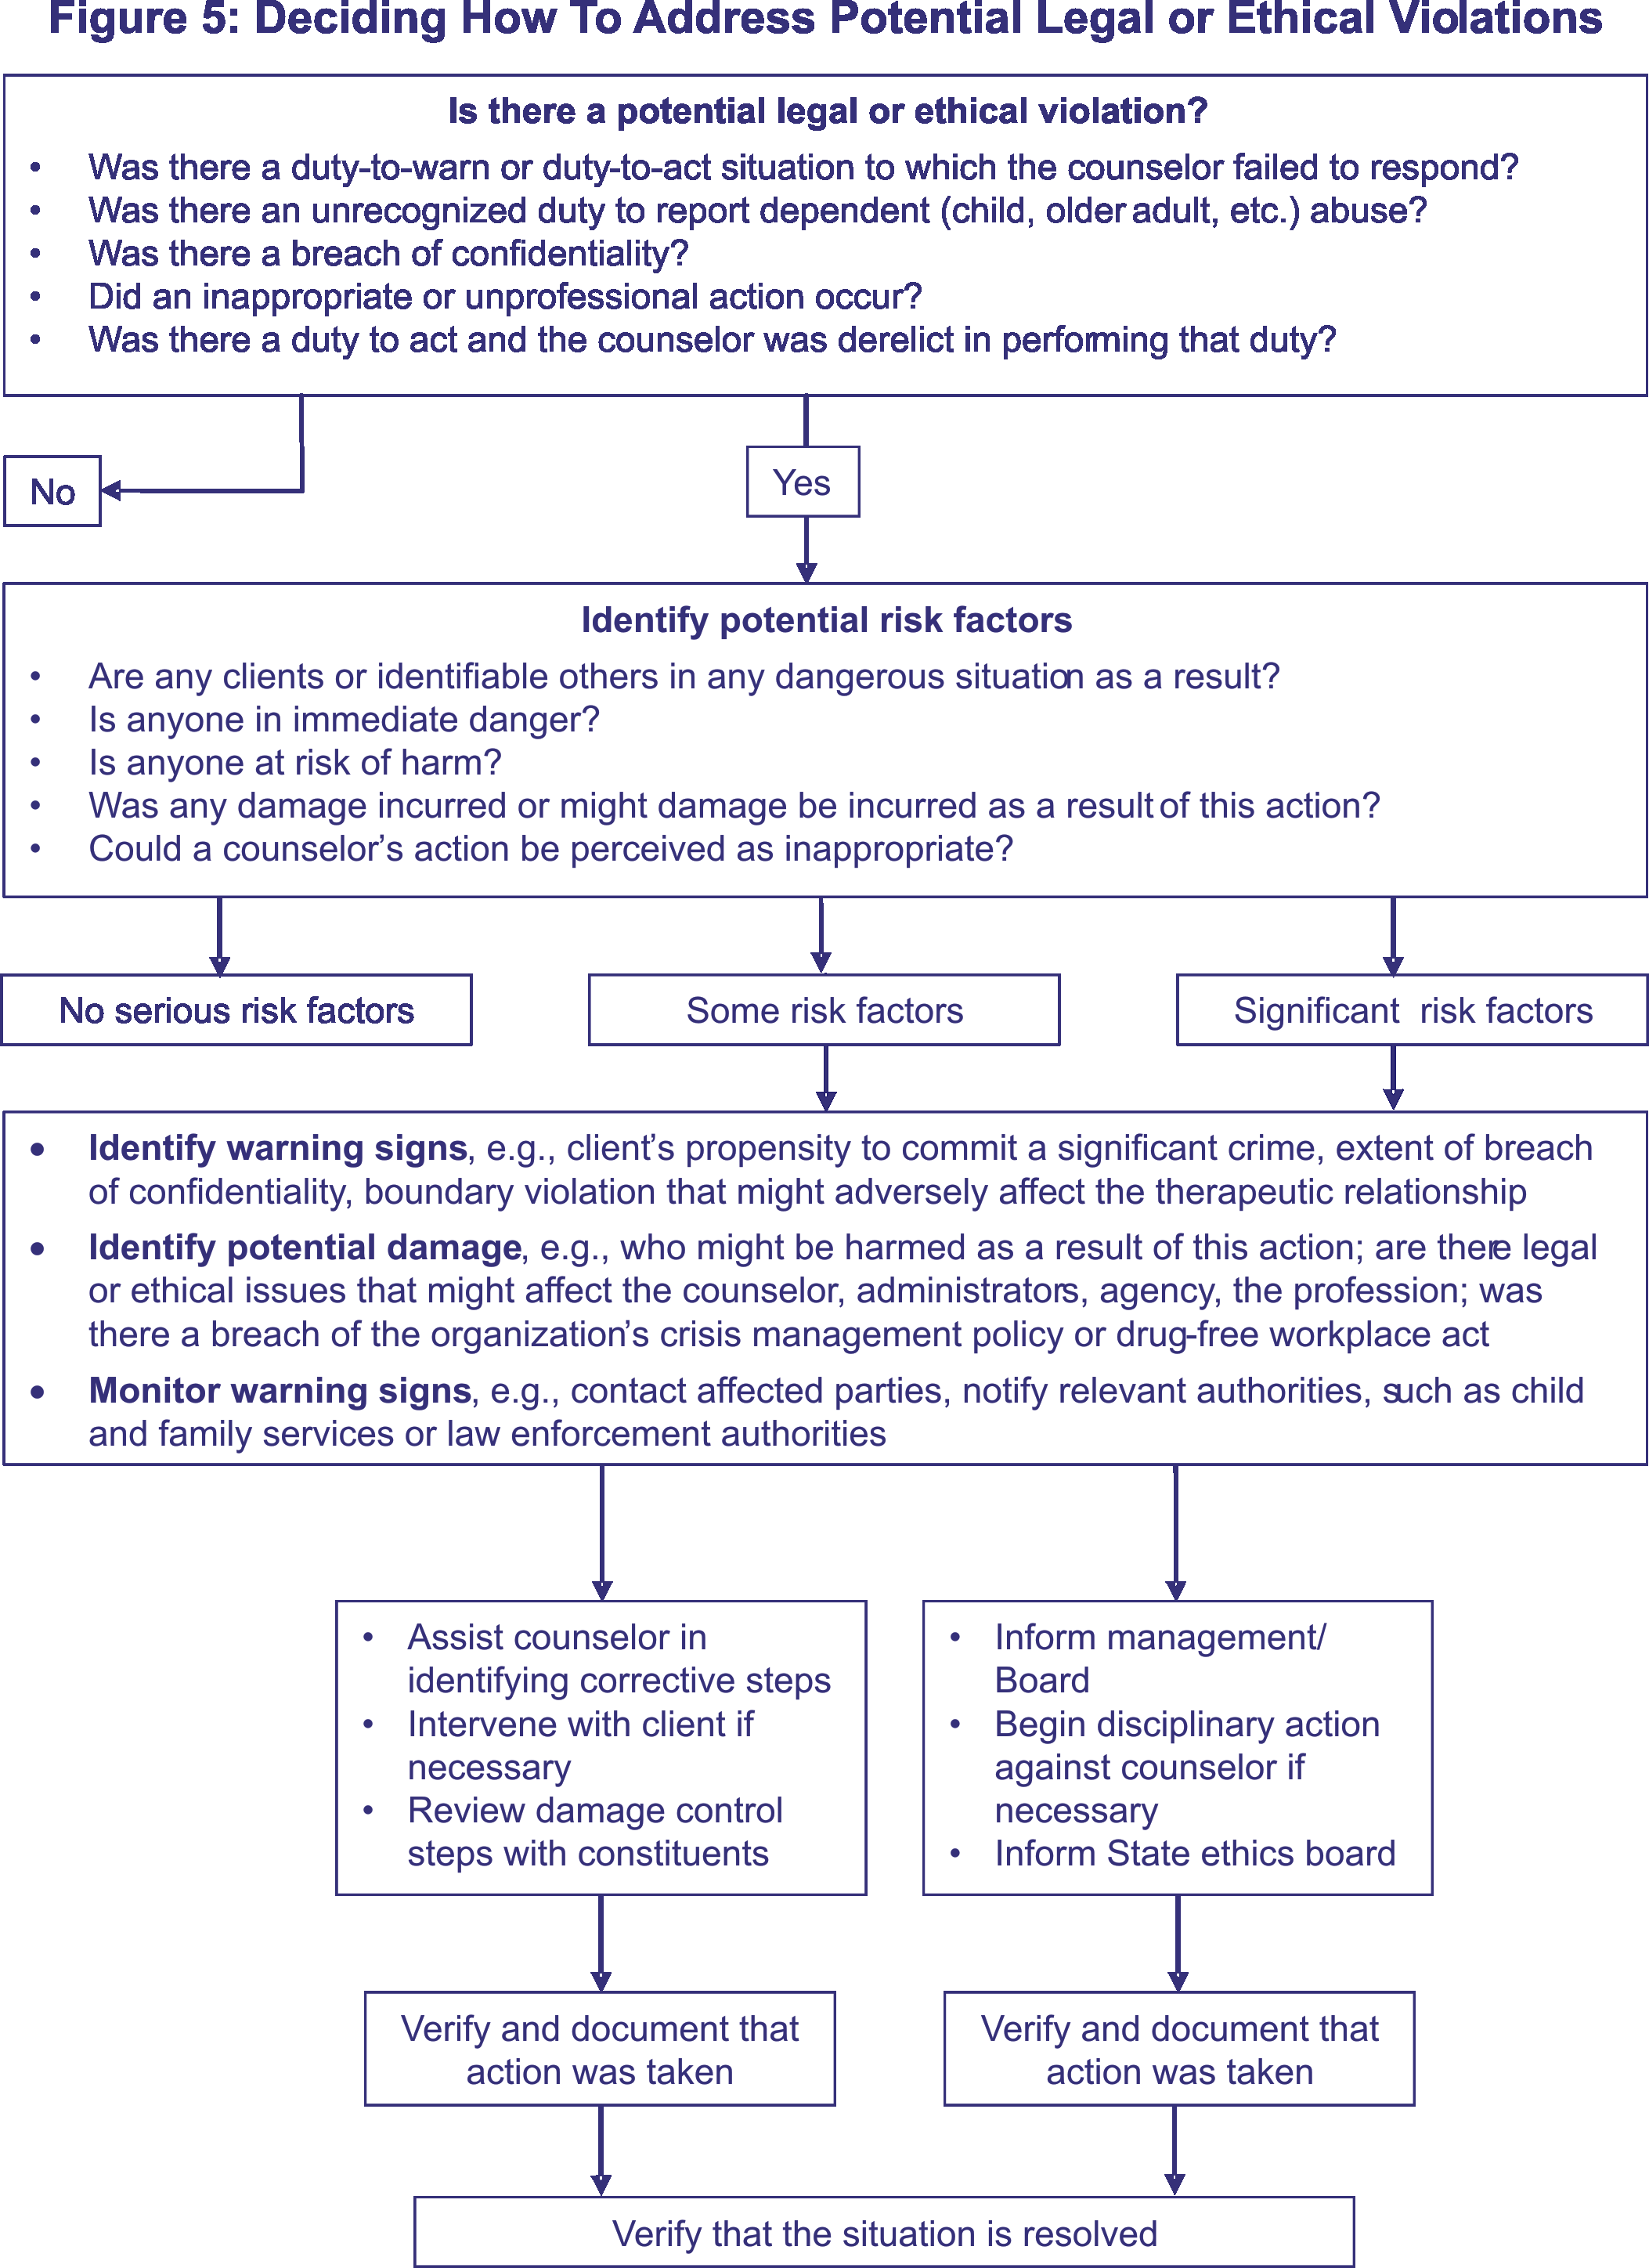 Figure 5: Deciding How To Address Potential Legal or Ethical Violations
Is there a potential legal or ethical violation?
• Was there a duty-to-warn or duty-to-act situation to which the counselor failed to respond?
• Was there an unrecognized duty to report dependent (child, older adult, etc.) abuse?
• Was there a breach of confidentiality?
• Did an inappropriate or unprofessional action occur?
• Was there a duty to act and the counselor was derelict in performing that duty?
No
Yes
Identify potential risk factors
• Are any clients or identifiable others in any dangerous situation as a result?
• Is anyone in immediate danger?
• Is anyone at risk of harm?
• Was any damage incurred or might damage be incurred as a result of this action?
• Could a counselor’s action be perceived as inappropriate?
No serious risk factors
Some risk factors
Significant risk factors
• Identify warning signs, e.g., client’s propensity to commit a significant crime, extent of breach
of confidentiality, boundary violation that might adversely affect the therapeutic relationship
• Identify potential damage, e.g., who might be harmed as a result of this action; are there legal
or ethical issues that might affect the counselor, administrators, agency, the profession; was
there a breach of the organization’s crisis management policy or drug-free workplace act
• Monitor warning signs, e.g., contact affected parties, notify relevant authorities, such as child
and family services or law enforcement authorities
• Assist counselor in
identifying corrective steps
• Intervene with client if
necessary
• Review damage control
steps with constituents
• Inform management/
Board
• Begin disciplinary action
against counselor if
necessary
• Inform State ethics board
Verify and document that
action was taken
Verify and document that
action was taken
Verify that the situation is resolved